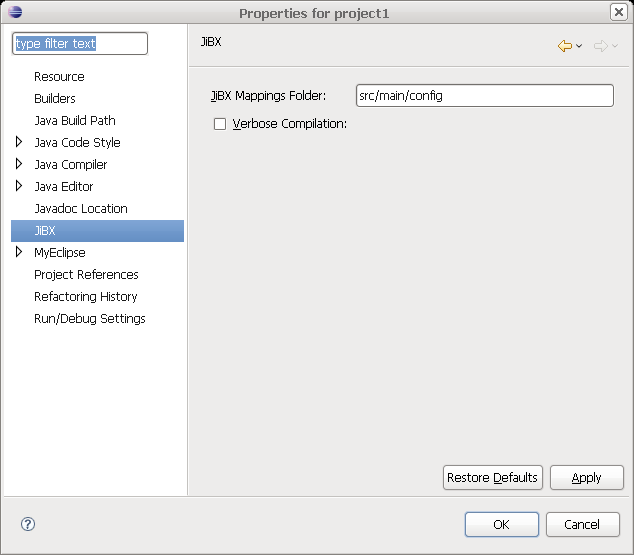 Properties for project1
type filter text
Resource
Builders
Java Build Path
Java Code Style
Java Compiler
Java Editor
Javadoc Location
JiBX
MyEclipse
Project References
Refactoring History
Run/Debug Settings
JiBX
JiBX Mappings Folder: src/main/config
Verbose Compilation:
Restore Defaults Apply
? OK Cancel